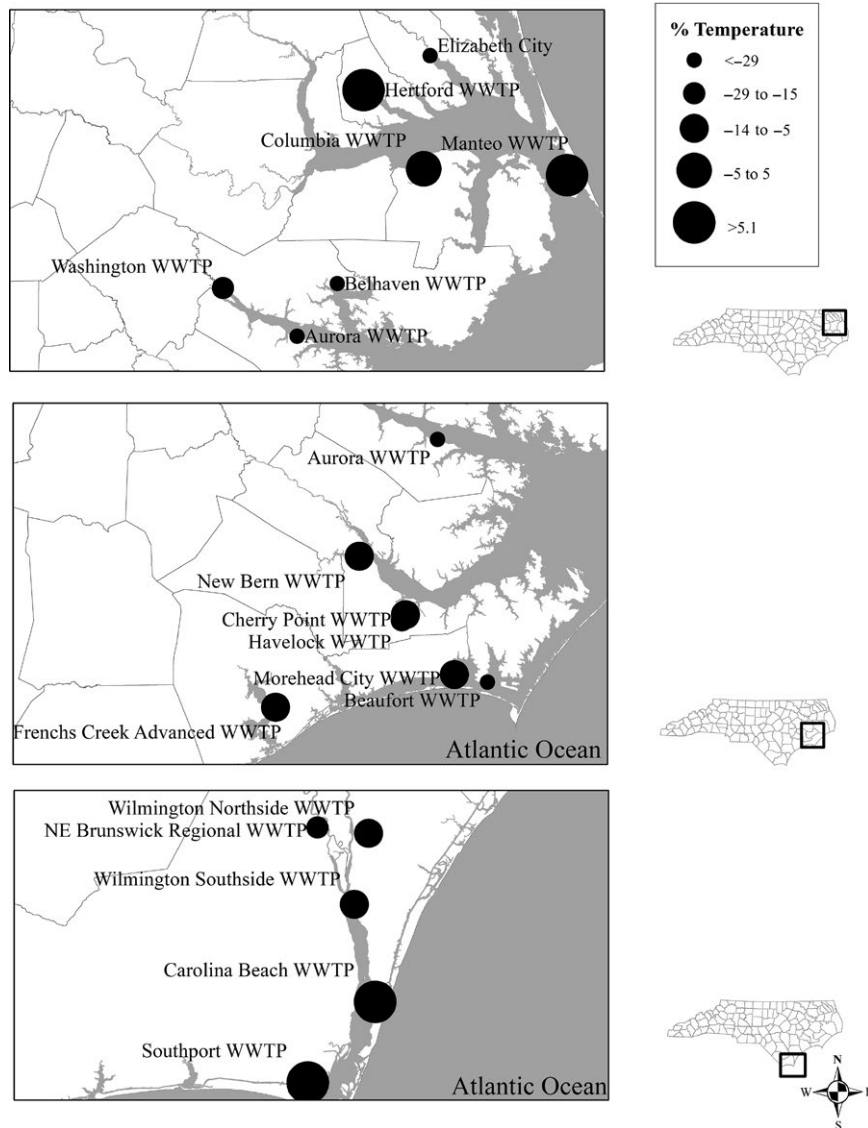 Elizabeth City
Hertford WWTP
Columbia WWTP
Manteo WWTP
Washington WWTP
Belhaven WWTP
Aurora WWTP
% Temperature
<–29
–29 to –15
–14 to –5
–5 to 5
>5.1
Aurora WWTP
New Bern WWTP
Cherry Point WWTP
Havelock WWTP
Morehead City WWTP
Beaufort WWTP
Frenchs Creek Advanced WWTP
Atlantic Ocean
Wilmington Northside WWTP
NE Brunswick Regional WWTP
Wilmington Southside WWTP
Carolina Beach WWTP
Southport WWTP
Atlantic Ocean
N
W E
S